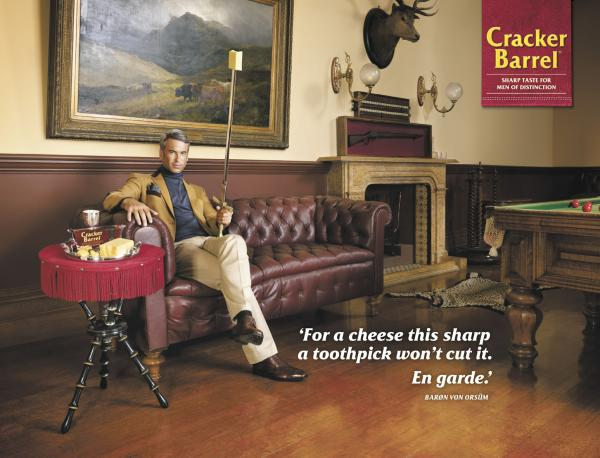 Cracker
Barrel®
SHARP TASTE FOR
MEN OF DISTINCTION
Cracker
Barrel
‘For a cheese this sharp
a toothpick won’t cut it.
En garde.’
BARØN VON ORSÜM